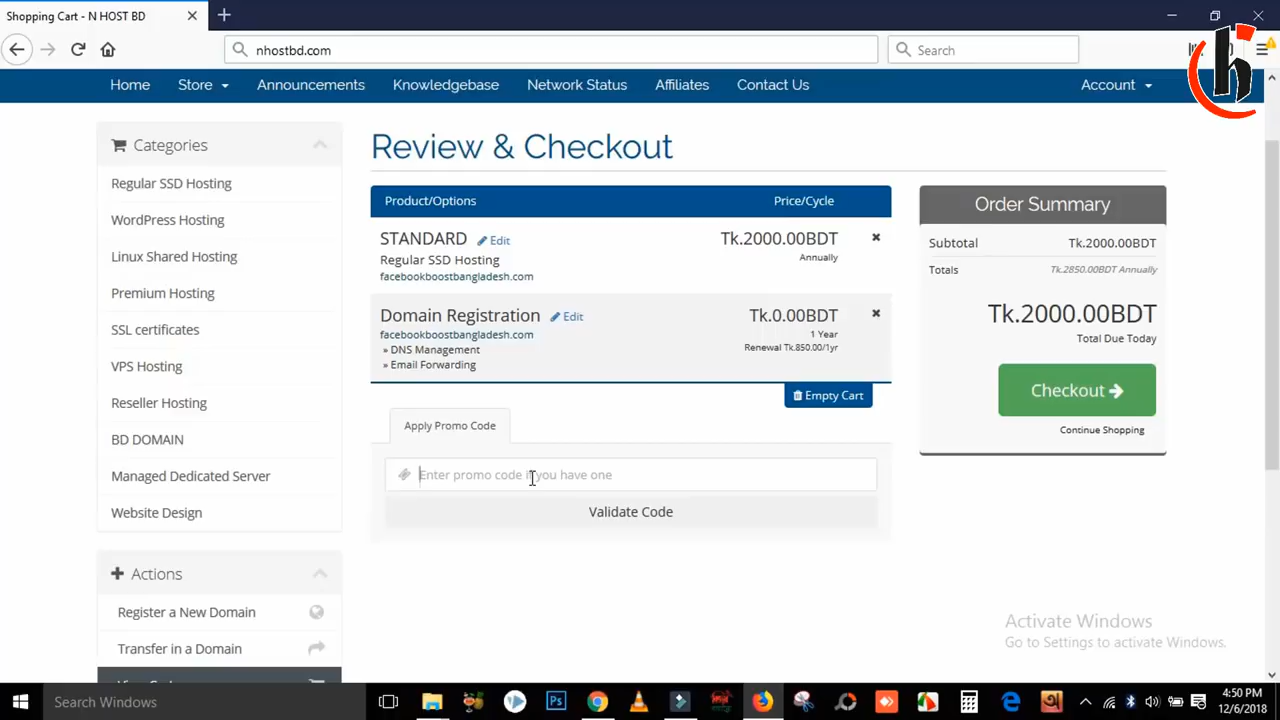 Shopping Cart - N HOST BD
nhostbd.com
Search
Home
Store
Announcements
Knowledgebase
Network Status
Affiliates
Contact Us
Account
Categories
Regular SSD Hosting
WordPress Hosting
Linux Shared Hosting
Premium Hosting
SSL certificates
VPS Hosting
Reseller Hosting
BD DOMAIN
Managed Dedicated Server
Website Design
Actions
Register a New Domain
Transfer in a Domain
Review & Checkout
Product/Options
Price/Cycle
STANDARD
Edit
Tk.2000.00BDT
Regular SSD Hosting
Annually
facebookboostbangladesh.com
Domain Registration
Edit
Tk.0.00BDT
facebookboostbangladesh.com
1 Year
» DNS Management
Renewal Tk.850.00/1yr
» Email Forwarding
Empty Cart
Apply Promo Code
Enter promo code if you have one
Validate Code
Order Summary
Subtotal
Tk.2000.00BDT
Totals
Tk.2850.00BDT Annually
Tk.2000.00BDT
Total Due Today
Checkout
Continue Shopping
Activate Windows
Go to Settings to activate Windows.
Search Windows
Ps
4:50 PM
12/6/2018